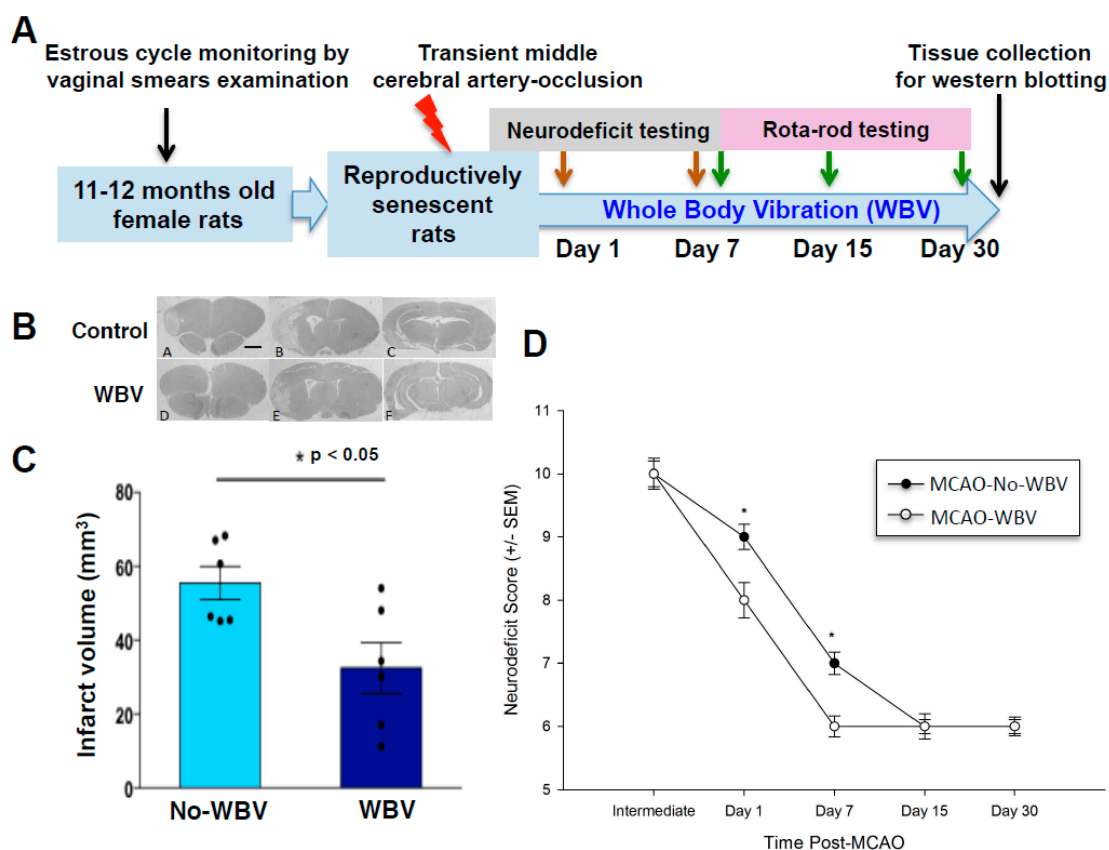 A
Estrous cycle monitoring by
vaginal smears examination
Transient middle
cerebral artery-occlusion
Tissue collection
for western blotting
Neurodeficit testing
Rota-rod testing
11-12 months old
female rats
Reproductively
senescent
rats
Whole Body Vibration (WBV)
Day 1
Day 7
Day 15
Day 30
B
Control
A
B
C
WBV
D
E
F
C
* p < 0.05
Infarct volume (mm³)
80
60
40
20
0
No-WBV
WBV
D
Neurodeficit Score (+/- SEM)
11
10
9
8
7
6
5
*
*
MCAO-No-WBV
MCAO-WBV
Intermediate
Day 1
Day 7
Day 15
Day 30
Time Post-MCAO